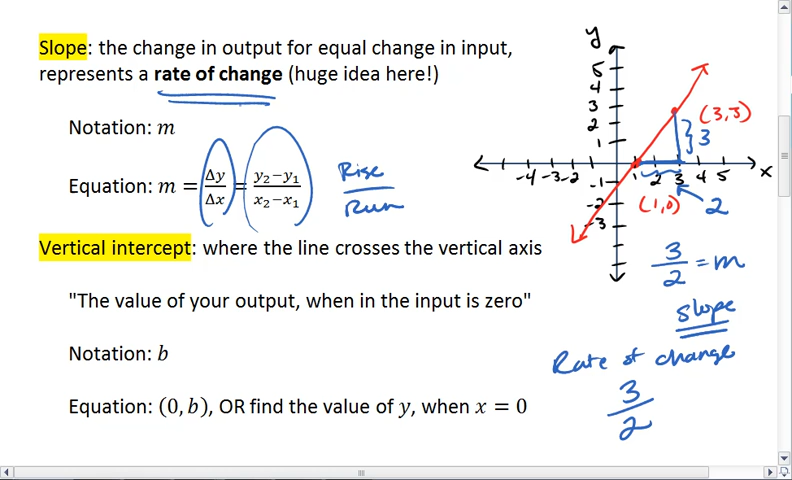 Slope: the change in output for equal change in input,
represents a rate of change (huge idea here!)
Notation: m
Equation: m = Δy/Δx = y₂−y₁/x₂−x₁
Rise
Run
Vertical intercept: where the line crosses the vertical axis
"The value of your output, when in the input is zero"
Notation: b
Equation: (0, b), OR find the value of y, when x = 0
y
5
4
3
2
1
-4 -3 -2 1 2 3 4 5 x
-1
-2
-3
(3,3)
3
(1,0)
2
3/2 = m
slope
Rate of change
3/2